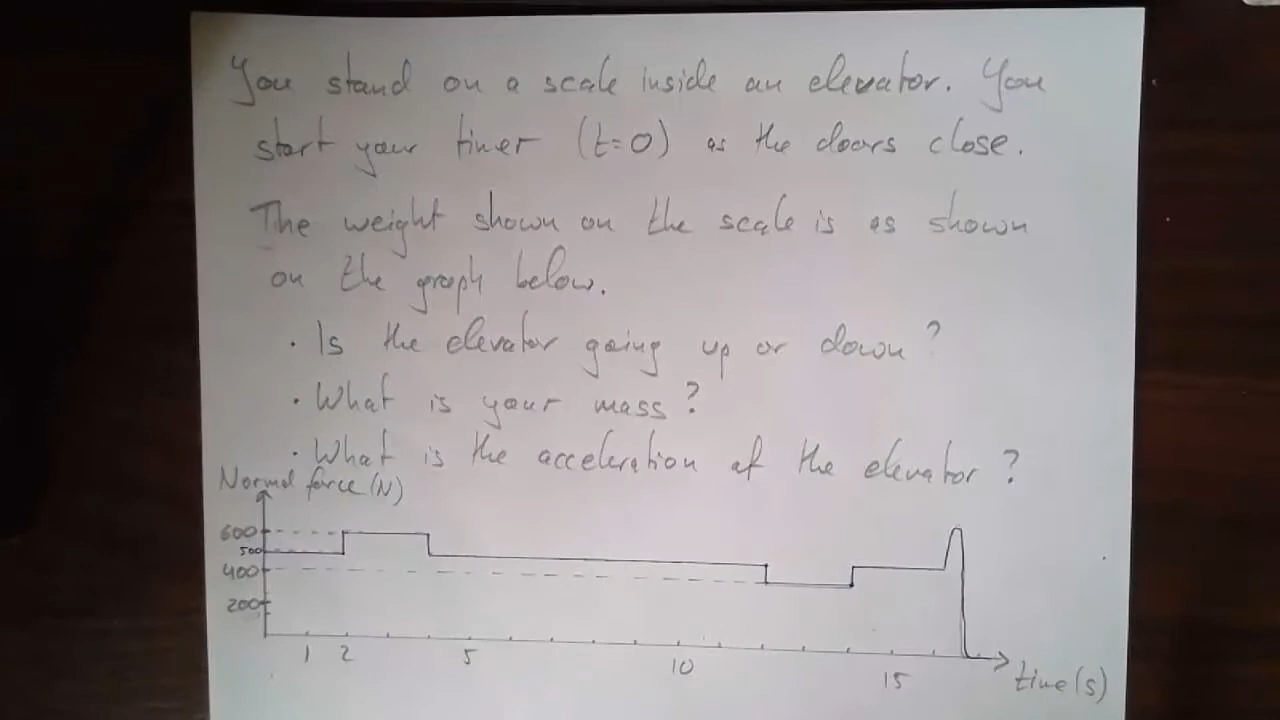 You stand on a scale inside an elevator. You
start your timer (t=0) as the doors close.
The weight shown on the scale is as shown
on the graph below.
• Is the elevator going up or down?
• What is your mass?
• What is the acceleration of the elevator?
Normal force (N)
600
500
400
200
1 2 5 10 15
time (s)